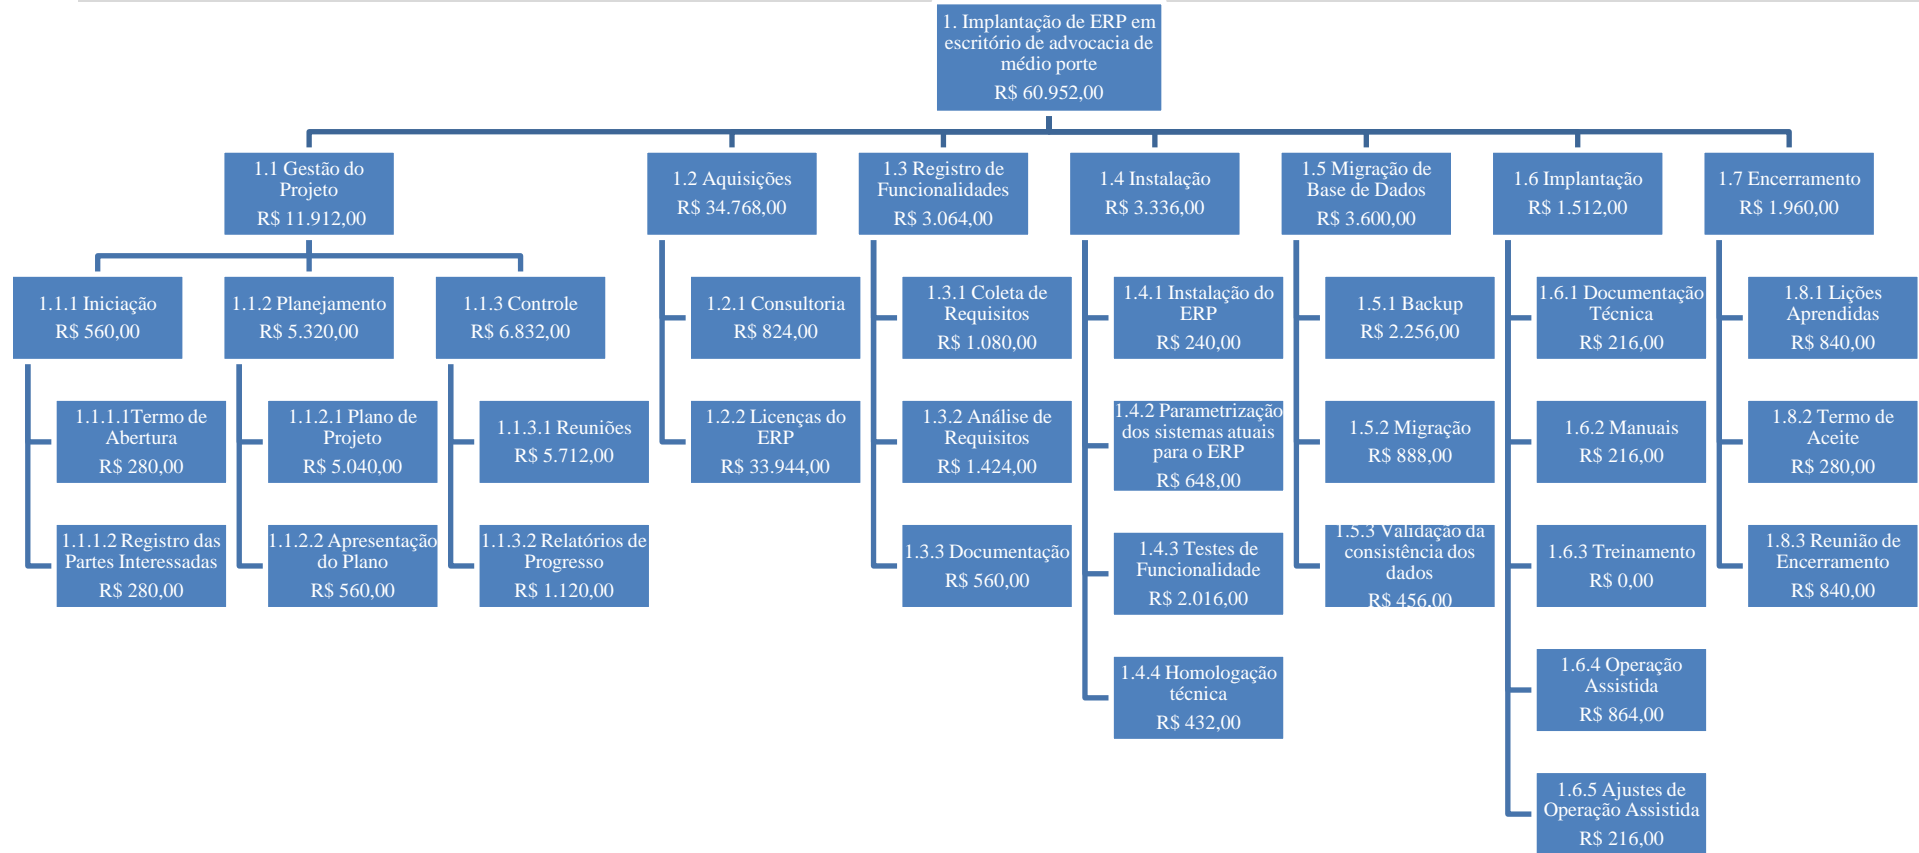 1. Implantação de ERP em
escritório de advocacia de
médio porte
R$ 60.952,00
1.1 Gestão do
Projeto
R$ 11.912,00
1.2 Aquisições
R$ 34.768,00
1.3 Registro de
Funcionalidades
R$ 3.064,00
1.4 Instalação
R$ 3.336,00
1.5 Migração de
Base de Dados
R$ 3.600,00
1.6 Implantação
R$ 1.512,00
1.7 Encerramento
R$ 1.960,00
1.1.1 Iniciação
R$ 560,00
1.1.2 Planejamento
R$ 5.320,00
1.1.3 Controle
R$ 6.832,00
1.2.1 Consultoria
R$ 824,00
1.3.1 Coleta de
Requisitos
R$ 1.080,00
1.4.1 Instalação do
ERP
R$ 240,00
1.5.1 Backup
R$ 2.256,00
1.6.1 Documentação
Técnica
R$ 216,00
1.8.1 Lições
Aprendidas
R$ 840,00
1.1.1.1Termo de
Abertura
R$ 280,00
1.1.2.1 Plano de
Projeto
R$ 5.040,00
1.1.3.1 Reuniões
R$ 5.712,00
1.2.2 Licenças do
ERP
R$ 33.944,00
1.3.2 Análise de
Requisitos
R$ 1.424,00
1.4.2 Parametrização
dos sistemas atuais
para o ERP
R$ 648,00
1.5.2 Migração
R$ 888,00
1.6.2 Manuais
R$ 216,00
1.8.2 Termo de
Aceite
R$ 280,00
1.1.1.2 Registro das
Partes Interessadas
R$ 280,00
1.1.2.2 Apresentação
do Plano
R$ 560,00
1.1.3.2 Relatórios de
Progresso
R$ 1.120,00
1.3.3 Documentação
R$ 560,00
1.4.3 Testes de
Funcionalidade
R$ 2.016,00
1.5.3 Validação da
consistência dos
dados
R$ 456,00
1.6.3 Treinamento
R$ 0,00
1.8.3 Reunião de
Encerramento
R$ 840,00
1.4.4 Homologação
técnica
R$ 432,00
1.6.4 Operação
Assistida
R$ 864,00
1.6.5 Ajustes de
Operação Assistida
R$ 216,00